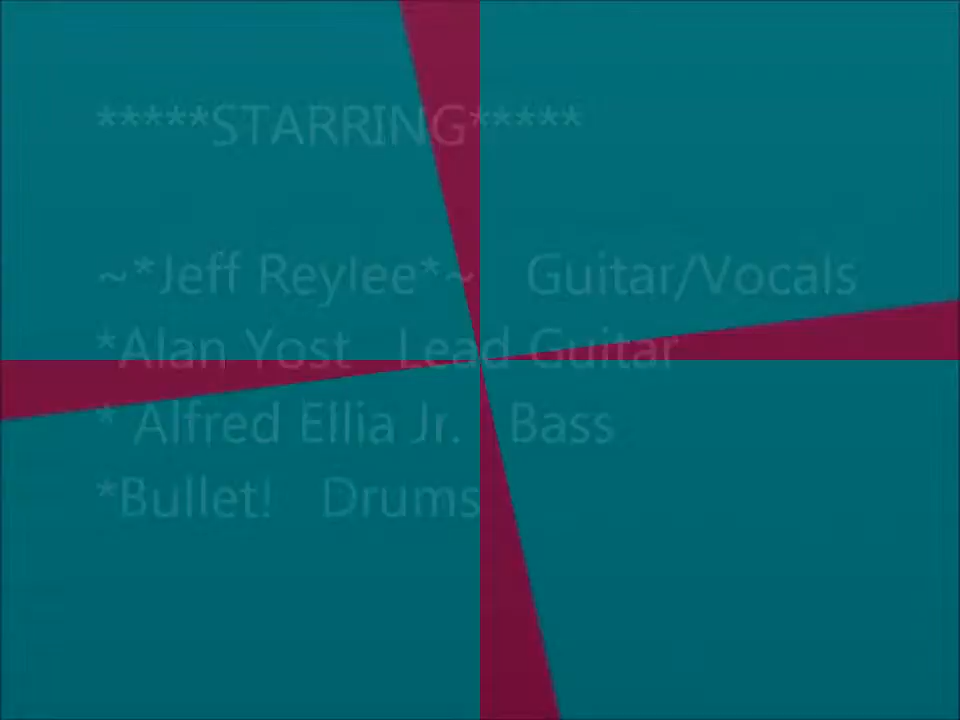 *****STARRING*****
~*Jeff Reylee*~ Guitar/Vocals
*Alan Yost Lead Guitar
* Alfred Ellia Jr. Bass
*Bullet! Drums